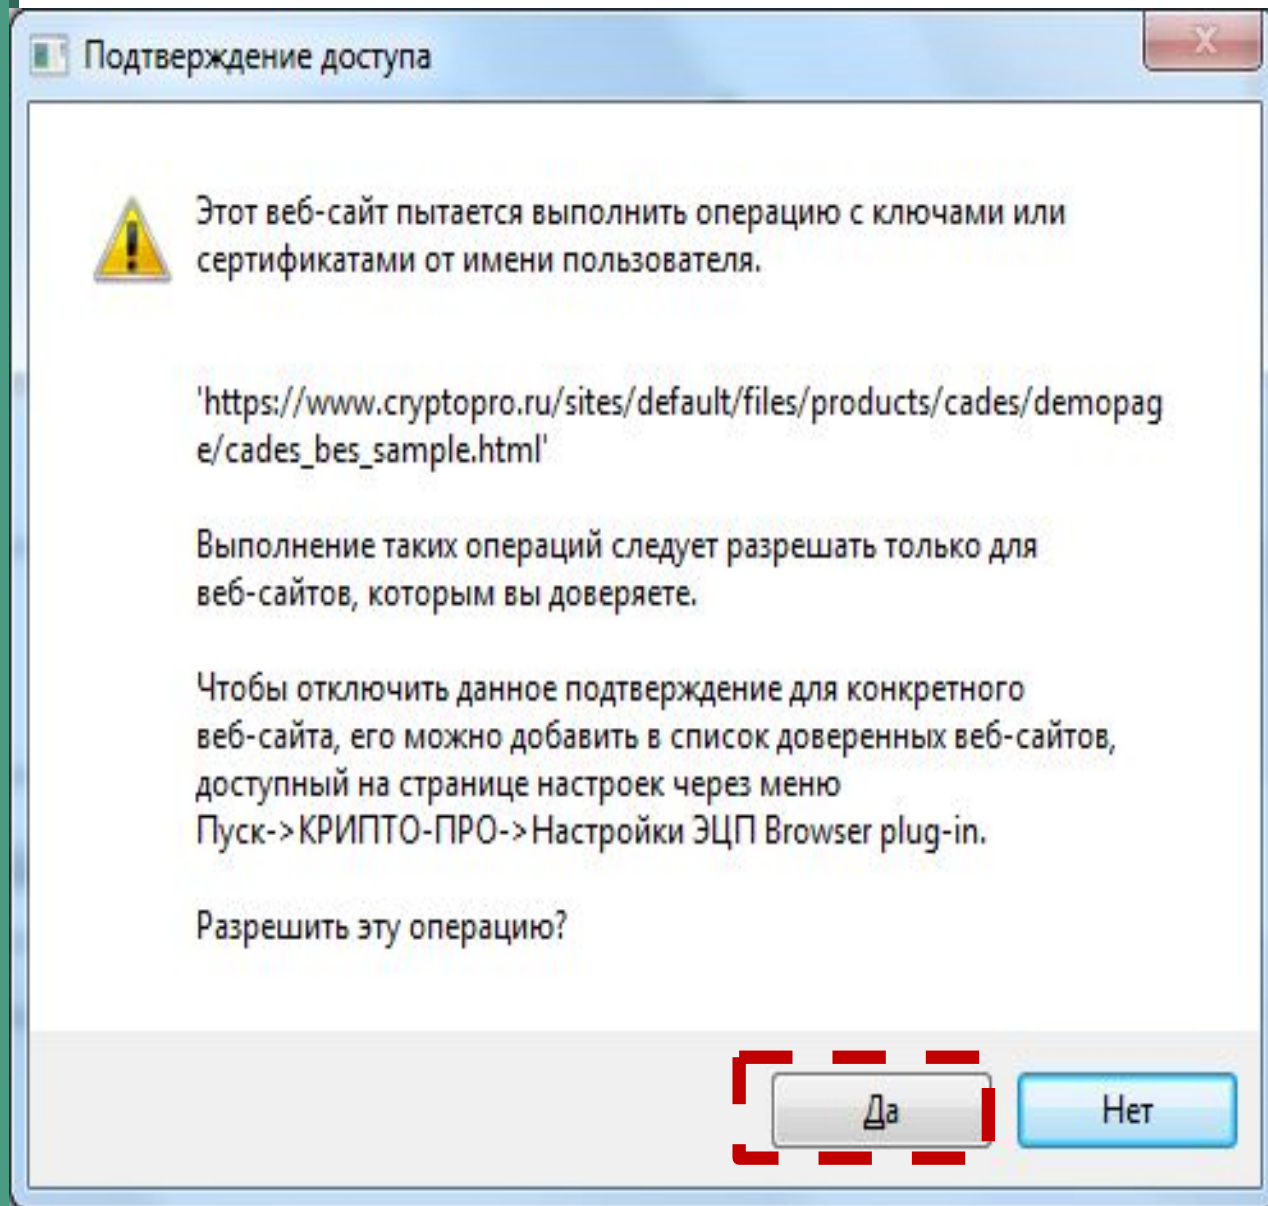 Подтверждение доступа
X
Этот веб-сайт пытается выполнить операцию с ключами или
сертификатами от имени пользователя.
'https://www.cryptopro.ru/sites/default/files/products/cades/demopag
e/cades_bes_sample.html'
Выполнение таких операций следует разрешать только для
веб-сайтов, которым вы доверяете.
Чтобы отключить данное подтверждение для конкретного
веб-сайта, его можно добавить в список доверенных веб-сайтов,
доступный на странице настроек через меню
Пуск->КРИПТО-ПРО->Настройки ЭЦП Browser plug-in.
Разрешить эту операцию?
Да
Нет